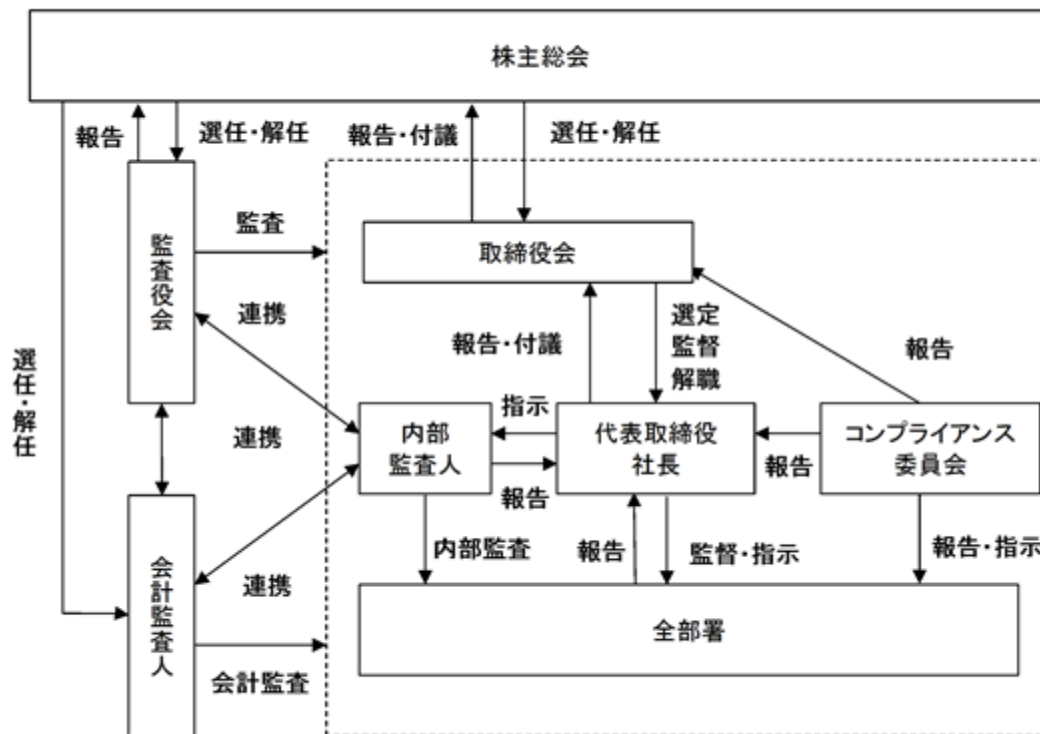 株主総会
報告
選任・解任
報告・付議
選任・解任
監査役会
監査
取締役会
連携
選定
監督
解職
報告・付議
報告
選任・解任
指示
連携
内部
監査人
代表取締役
社長
コンプライアンス
委員会
報告
報告
内部監査
報告
監督・指示
報告・指示
連携
会計監査人
全部署
会計監査